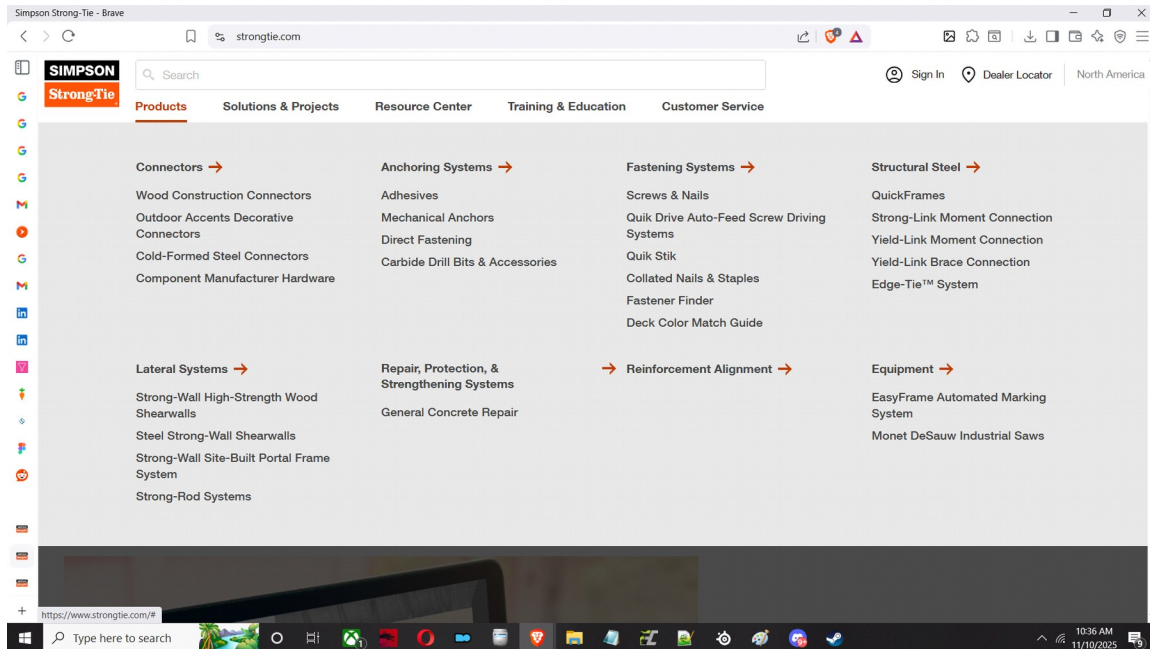 Simpson Strong-Tie - Brave
strongtie.com
4
SIMPSON
Strong-Tie
Search
Sign In
Dealer Locator
North America
Products
Solutions & Projects
Resource Center
Training & Education
Customer Service
Connectors
Wood Construction Connectors
Outdoor Accents Decorative
Connectors
Cold-Formed Steel Connectors
Component Manufacturer Hardware
Anchoring Systems
Adhesives
Mechanical Anchors
Direct Fastening
Carbide Drill Bits & Accessories
Fastening Systems
Screws & Nails
Quik Drive Auto-Feed Screw Driving
Systems
Quik Stik
Collated Nails & Staples
Fastener Finder
Deck Color Match Guide
Structural Steel
QuickFrames
Strong-Link Moment Connection
Yield-Link Moment Connection
Yield-Link Brace Connection
Edge-Tie™ System
Lateral Systems
Strong-Wall High-Strength Wood
Shearwalls
Steel Strong-Wall Shearwalls
Strong-Wall Site-Built Portal Frame
System
Strong-Rod Systems
Repair, Protection, &
Strengthening Systems
General Concrete Repair
Reinforcement Alignment
Equipment
EasyFrame Automated Marking
System
Monet DeSauw Industrial Saws
https://www.strongtie.com/#
Type here to search
10:36 AM
11/10/2025
9